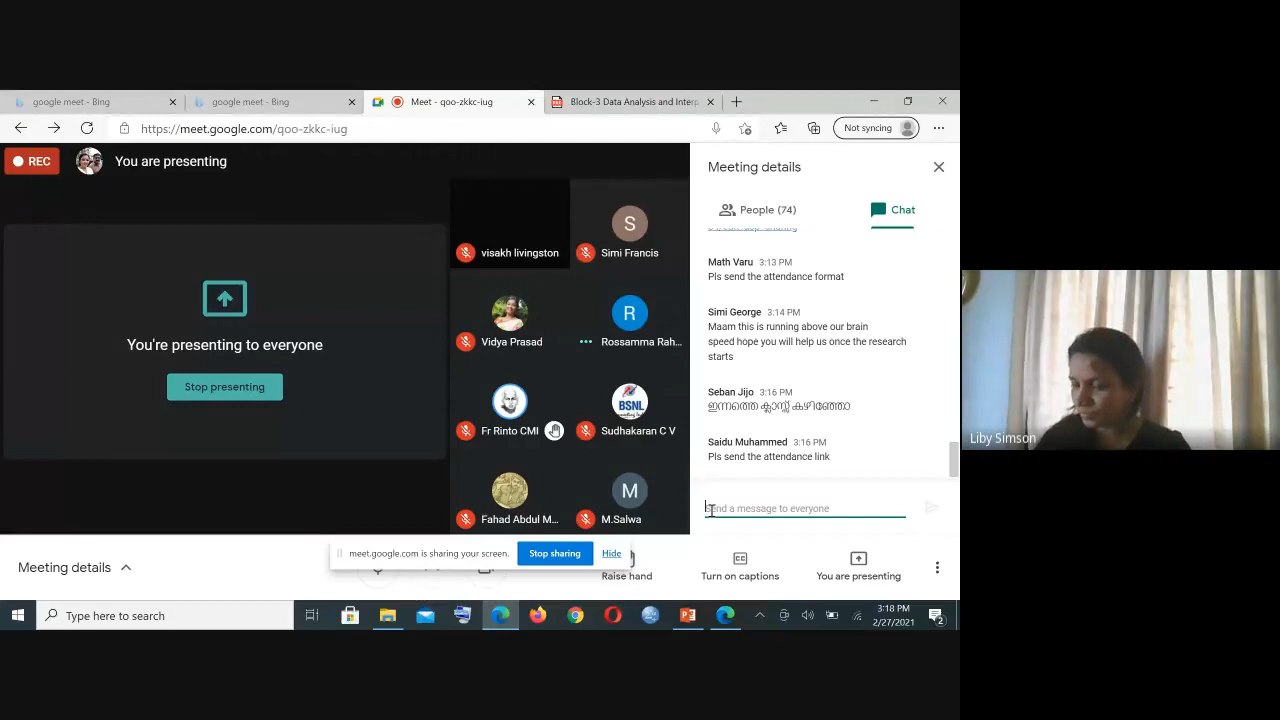 google meet - Bing
google meet - Bing
Meet - qoo-zkkc-iug
Block-3 Data Analysis and Interp
https://meet.google.com/qoo-zkkc-iug
Not syncing
REC
You are presenting
You're presenting to everyone
Stop presenting
visakh livingston
S
Simi Francis
Vidya Prasad
R
Rossamma Rah...
Fr Rinto CMI
BSNL
Sudhakaran C V
Fahad Abdul M...
M
M.Salwa
Meeting details
People (74)
Chat
Math Varu 3:13 PM
Pls send the attendance format
Simi George 3:14 PM
Maam this is running above our brain
speed hope you will help us once the research
starts
Seban Jijo 3:16 PM
ഇന്നത്തെ ക്ലാസ്സ് കഴിഞ്ഞോ
Saidu Muhammed 3:16 PM
Pls send the attendance link
Send a message to everyone
Liby Simson
meet.google.com is sharing your screen.
Stop sharing
Hide
Meeting details
Raise hand
Turn on captions
You are presenting
Type here to search
3:18 PM
2/27/2021
2